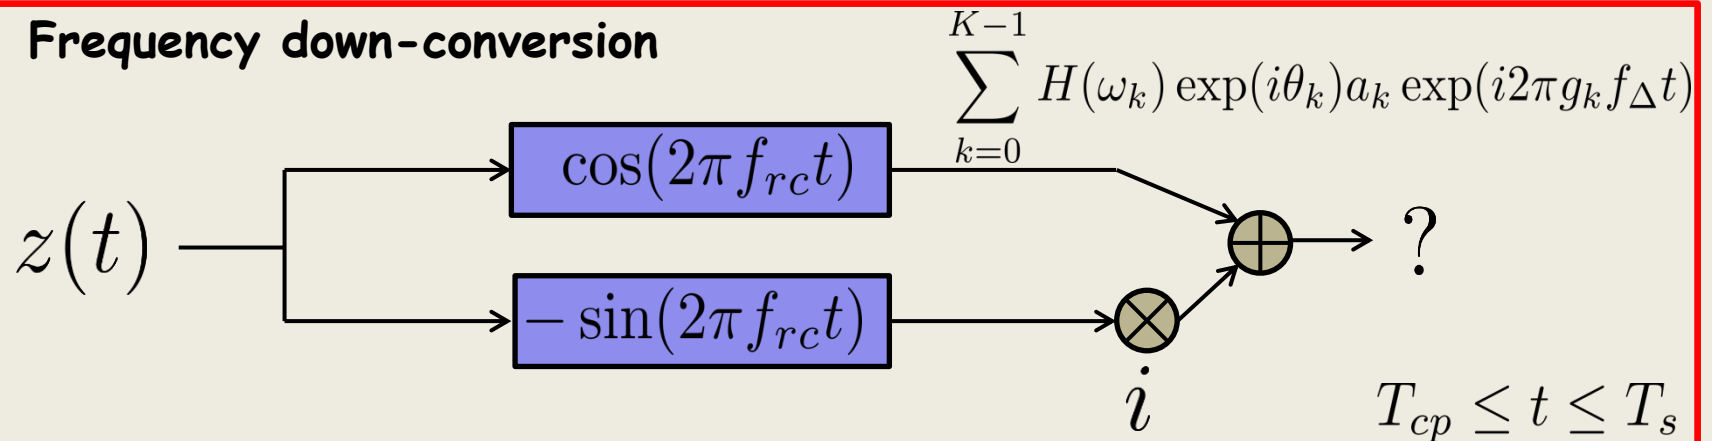 Frequency down-conversion
\sum_{k=0}^{K-1} H(\omega_k) \exp(i\theta_k) a_k \exp(i2\pi g_k f_\Delta t)
\cos(2\pi f_{rc} t)
z(t)
?
-\sin(2\pi f_{rc} t)
i
T_{cp} \leq t \leq T_s